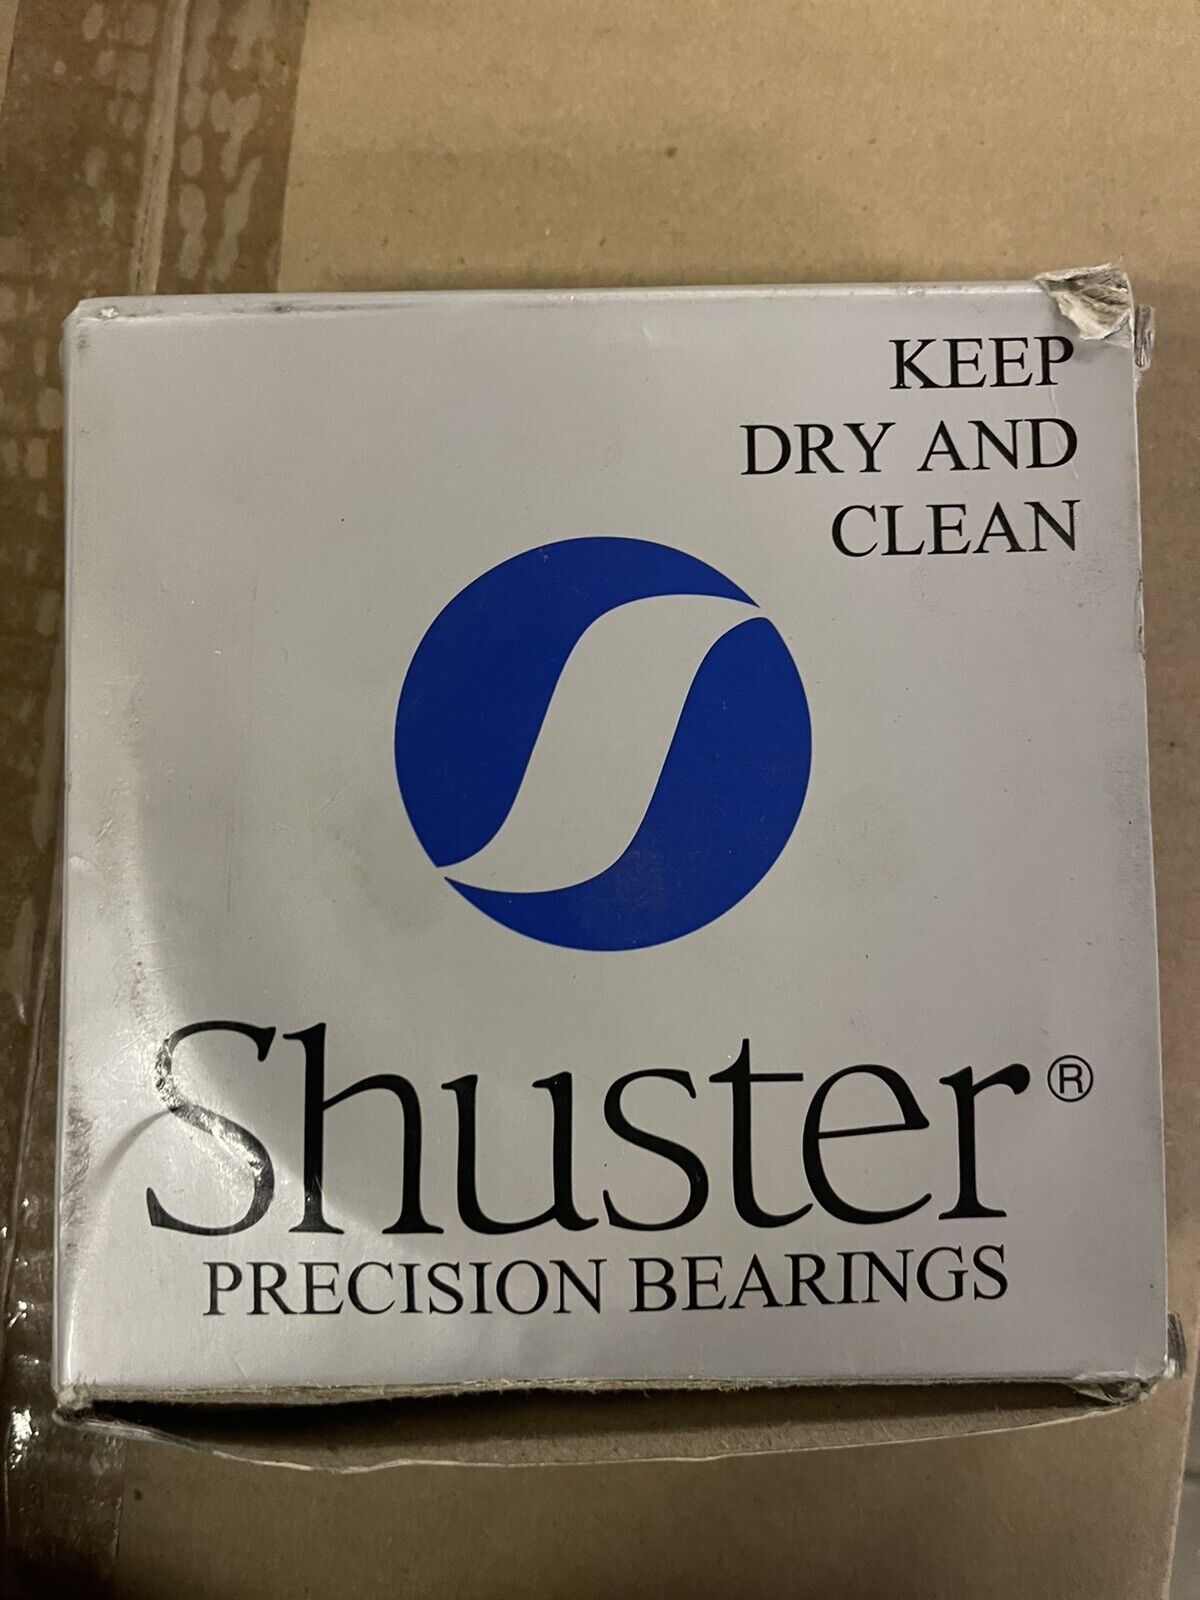 KEEP
DRY AND
CLEAN
Shuster®
PRECISION BEARINGS